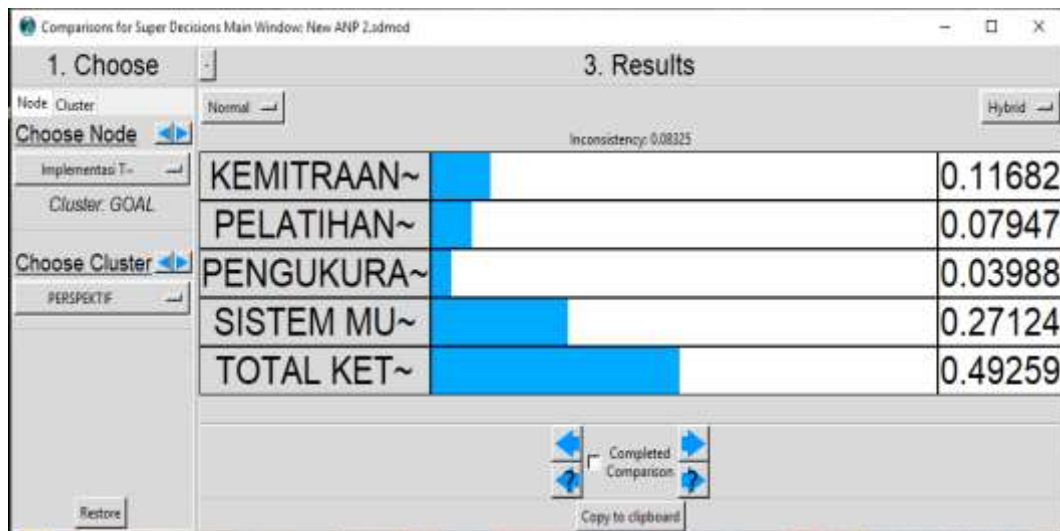 Comparisons for Super Decisions Main Window: New ANP 2.sdmod
1. Choose
3. Results
Node Cluster
Normal
Hybrid
Choose Node
Inconsistency: 0.08325
Implementasi T~
Cluster: GOAL
Choose Cluster
PERSPEKTIF
KEMITRAAN~ 0.11682
PELATIHAN~ 0.07947
PENGUKURA~ 0.03988
SISTEM MU~ 0.27124
TOTAL KET~ 0.49259
Completed
Comparison
? ?
Restore
Copy to clipboard